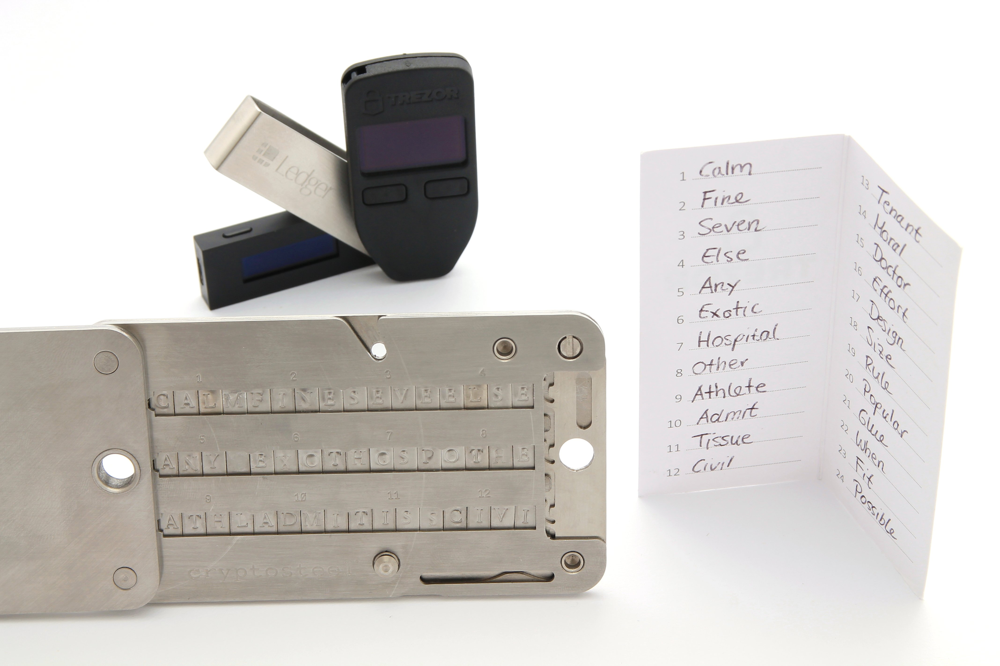 TREZOR
Ledger
1 Calm
2 Fine
3 Seven
4 Else
5 Any
6 Exotic
7 Hospital
8 Other
9 Athlete
10 Admit
11 Tissue
12 Civil
13 Tenant
14 Moral
15 Doctor
16 Effort
17 Design
18 Size
19 Rule
20 Popular
21 Glue
22 When
23 Fit
24 Possible
1 2 3 4
CALMFINESEVEELSE
5 6 7 8
ANY EXOTHOSPOTHE
9 10 11 12
ATHLADMITISsCIVI
cryptosteel